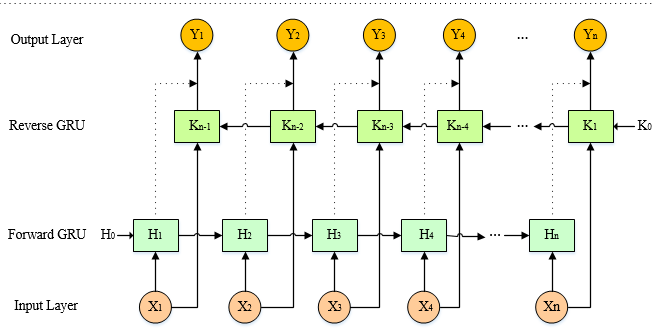 Output Layer Y1 Y2 Y3 Y4 ... Yn
Reverse GRU Kn-1 Kn-2 Kn-3 Kn-4 ... K1 K0
Forward GRU H0 H1 H2 H3 H4 ... Hn
Input Layer X1 X2 X3 X4 Xn